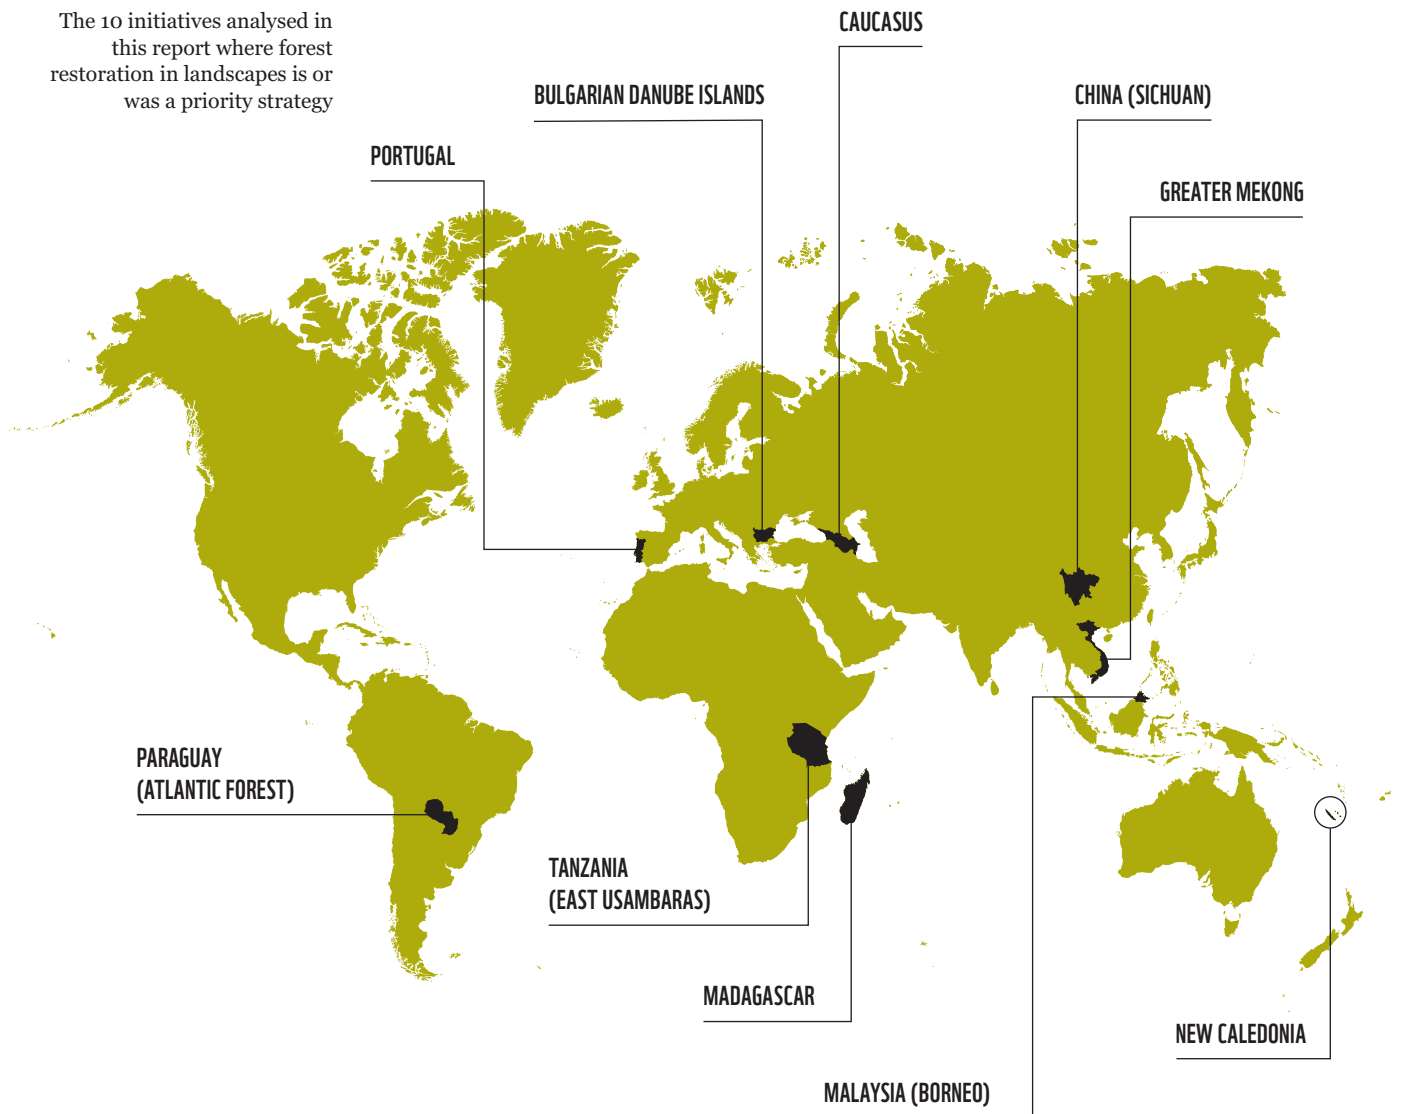 The 10 initiatives analysed in
this report where forest
restoration in landscapes is or
was a priority strategy
CAUCASUS
BULGARIAN DANUBE ISLANDS
CHINA (SICHUAN)
PORTUGAL
GREATER MEKONG
PARAGUAY
(ATLANTIC FOREST)
TANZANIA
(EAST USAMBARAS)
MADAGASCAR
NEW CALEDONIA
MALAYSIA (BORNEO)